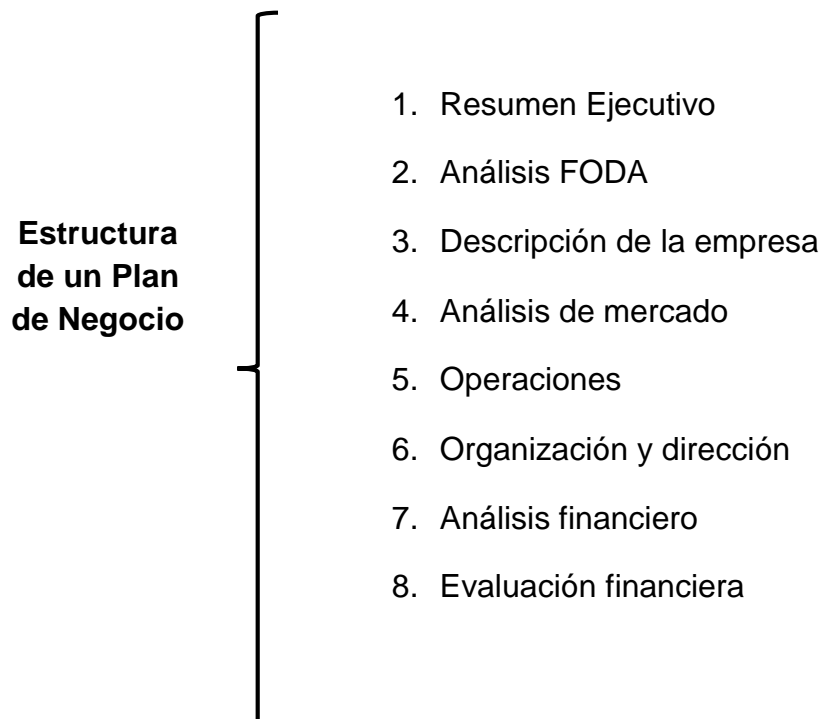 Estructura
de un Plan
de Negocio
1. Resumen Ejecutivo
2. Análisis FODA
3. Descripción de la empresa
4. Análisis de mercado
5. Operaciones
6. Organización y dirección
7. Análisis financiero
8. Evaluación financiera